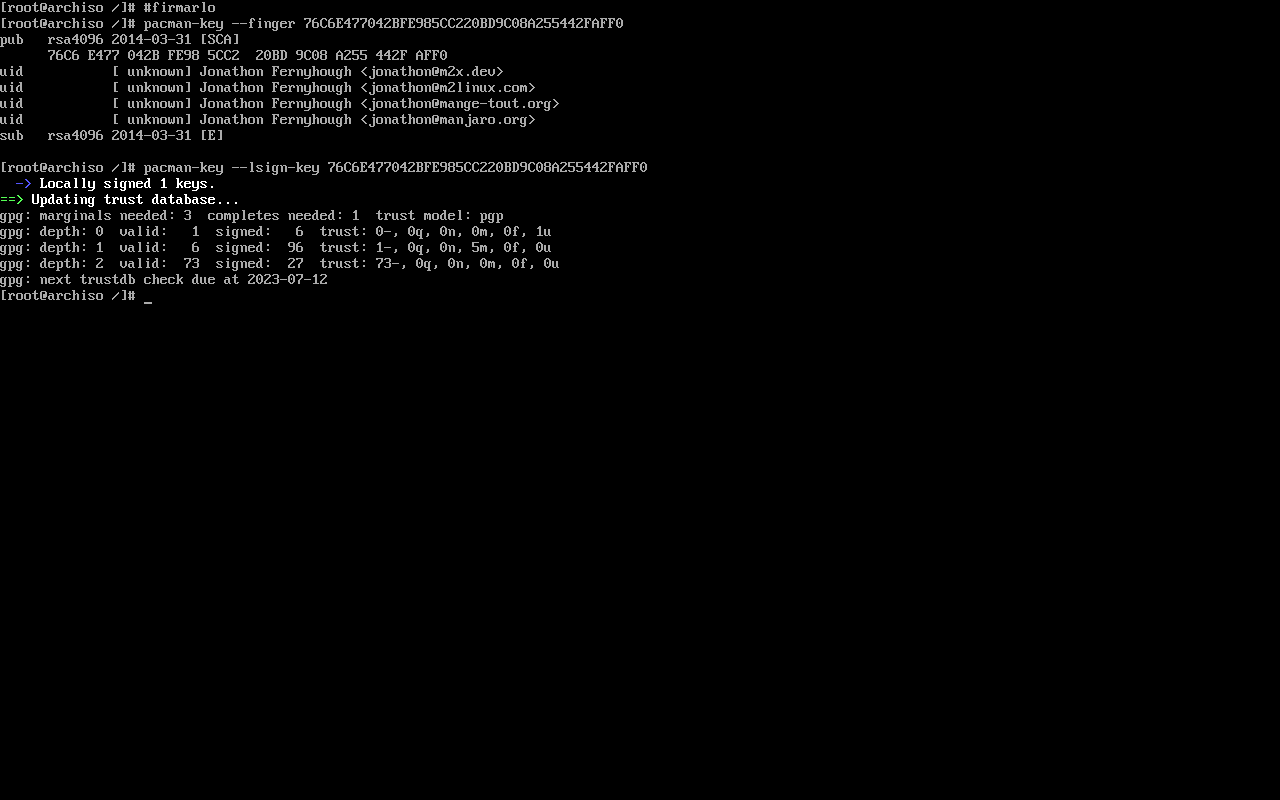 [root@archiso /]# #firmarlo
[root@archiso /]# pacman-key --finger 76C6E477042BFE985CC220BD9C08A255442FAFF0
pub   rsa4096 2014-03-31 [SCA]
      76C6 E477 042B FE98 5CC2  20BD 9C08 A255 442F AFF0
uid           [ unknown] Jonathon Fernyhough <jonathon@m2x.dev>
uid           [ unknown] Jonathon Fernyhough <jonathon@m2linux.com>
uid           [ unknown] Jonathon Fernyhough <jonathon@mange-tout.org>
uid           [ unknown] Jonathon Fernyhough <jonathon@manjaro.org>
sub   rsa4096 2014-03-31 [E]
[root@archiso /]# pacman-key --lsign-key 76C6E477042BFE985CC220BD9C08A255442FAFF0
  -> Locally signed 1 keys.
==> Updating trust database...
gpg: marginals needed: 3  completes needed: 1  trust model: pgp
gpg: depth: 0  valid:   1  signed:   6  trust: 0-, 0q, 0n, 0m, 0f, 1u
gpg: depth: 1  valid:   6  signed:  96  trust: 1-, 0q, 0n, 5m, 0f, 0u
gpg: depth: 2  valid:  73  signed:  27  trust: 73-, 0q, 0n, 0m, 0f, 0u
gpg: next trustdb check due at 2023-07-12
[root@archiso /]# _